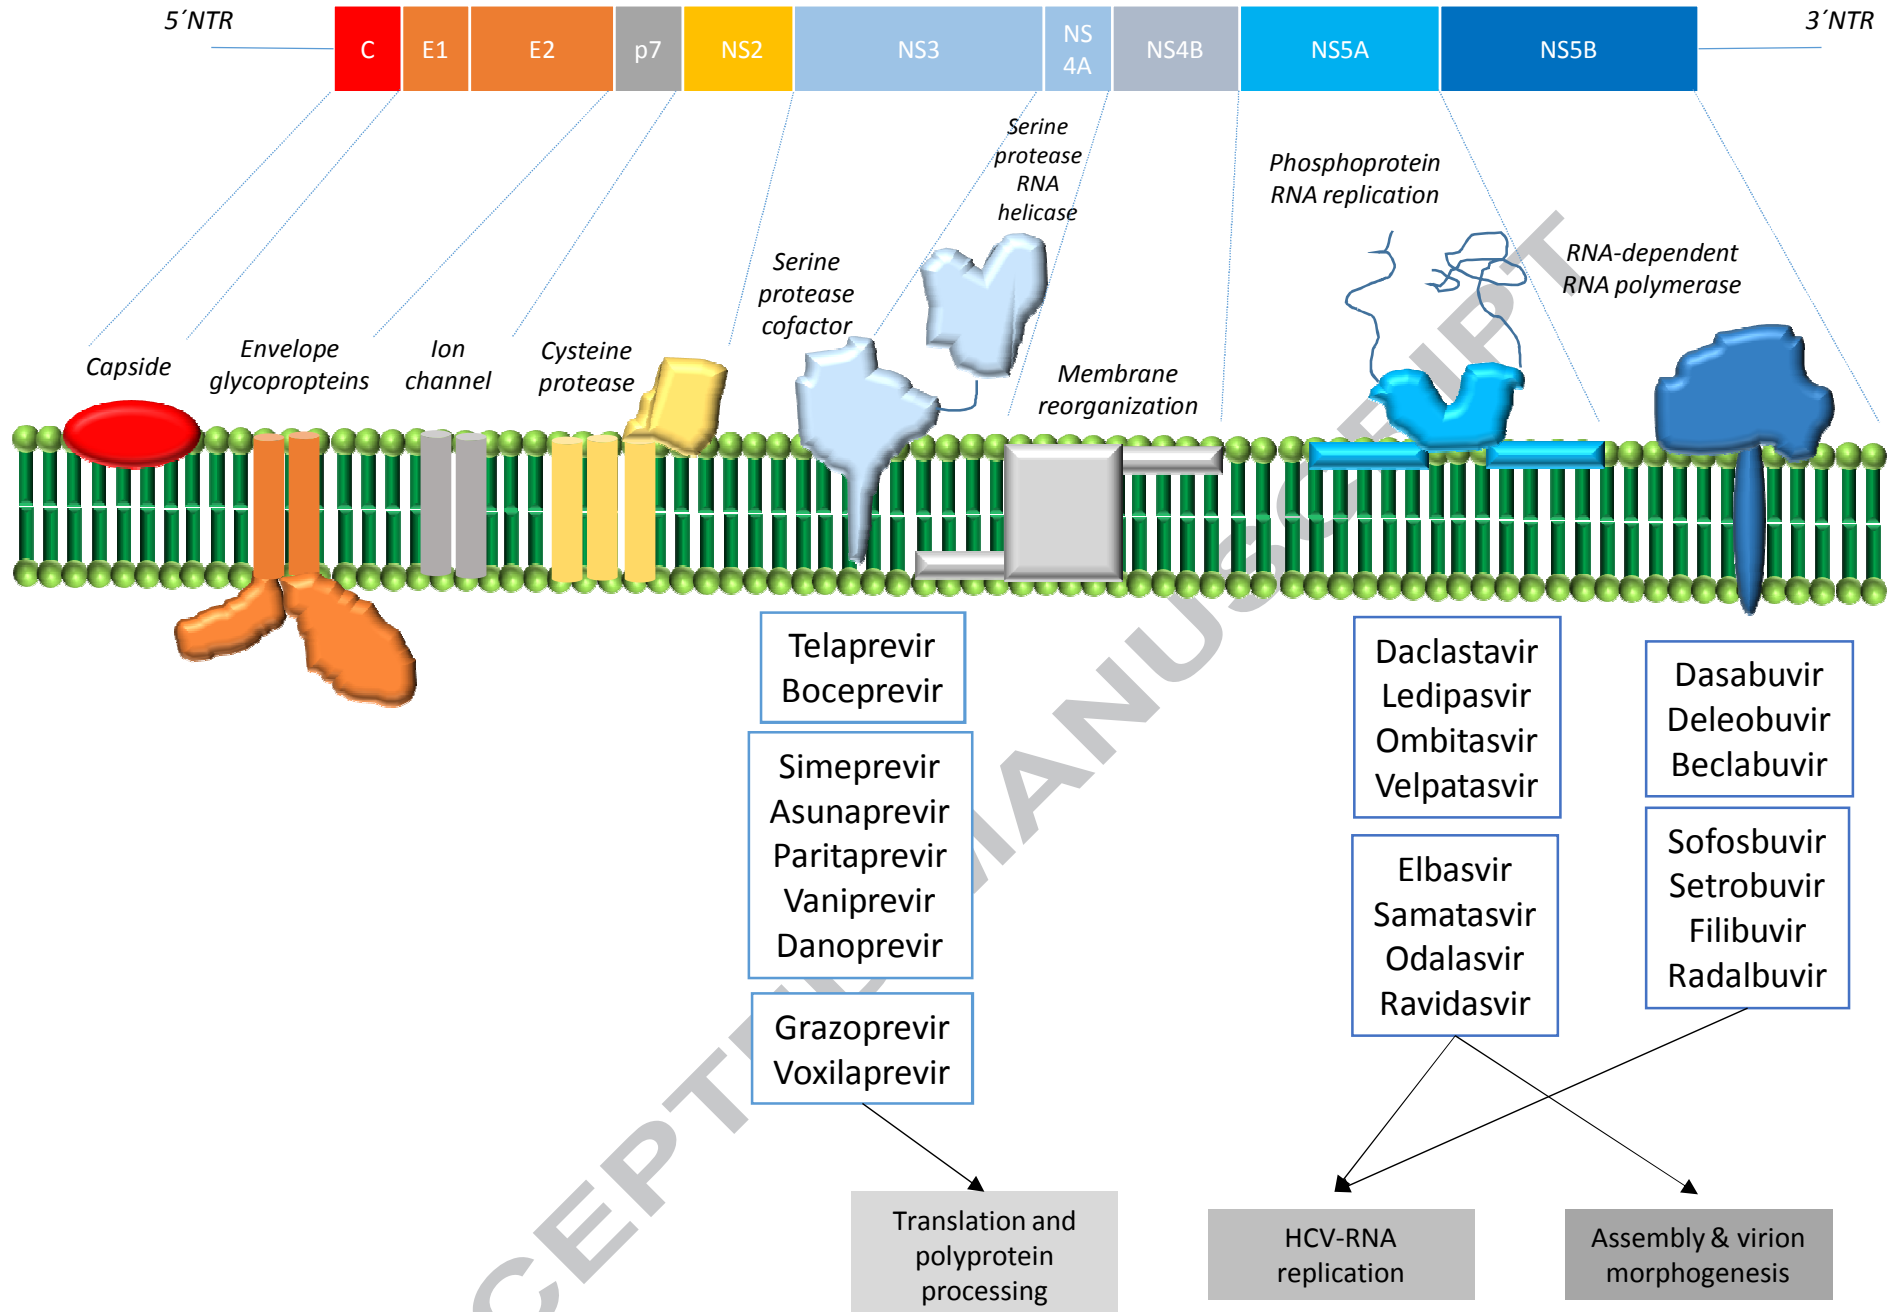 5´NTR
3´NTR
C
E1
E2
p7
NS2
NS3
NS
4A
NS4B
NS5A
NS5B
Serine
protease
RNA
helicase
Phosphoprotein
RNA replication
Serine
protease
cofactor
RNA-dependent
RNA polymerase
Capside
Envelope
glycopropteins
Ion
channel
Cysteine
protease
Membrane
reorganization
Telaprevir
Boceprevir
Simeprevir
Asunaprevir
Paritaprevir
Vaniprevir
Danoprevir
Grazoprevir
Voxilaprevir
Daclastavir
Ledipasvir
Ombitasvir
Velpatasvir
Elbasvir
Samatasvir
Odalasvir
Ravidasvir
Dasabuvir
Deleobuvir
Beclabuvir
Sofosbuvir
Setrobuvir
Filibuvir
Radalbuvir
Translation and
polyprotein
processing
HCV-RNA
replication
Assembly & virion
morphogenesis
CEPTED MANUSCRIPT